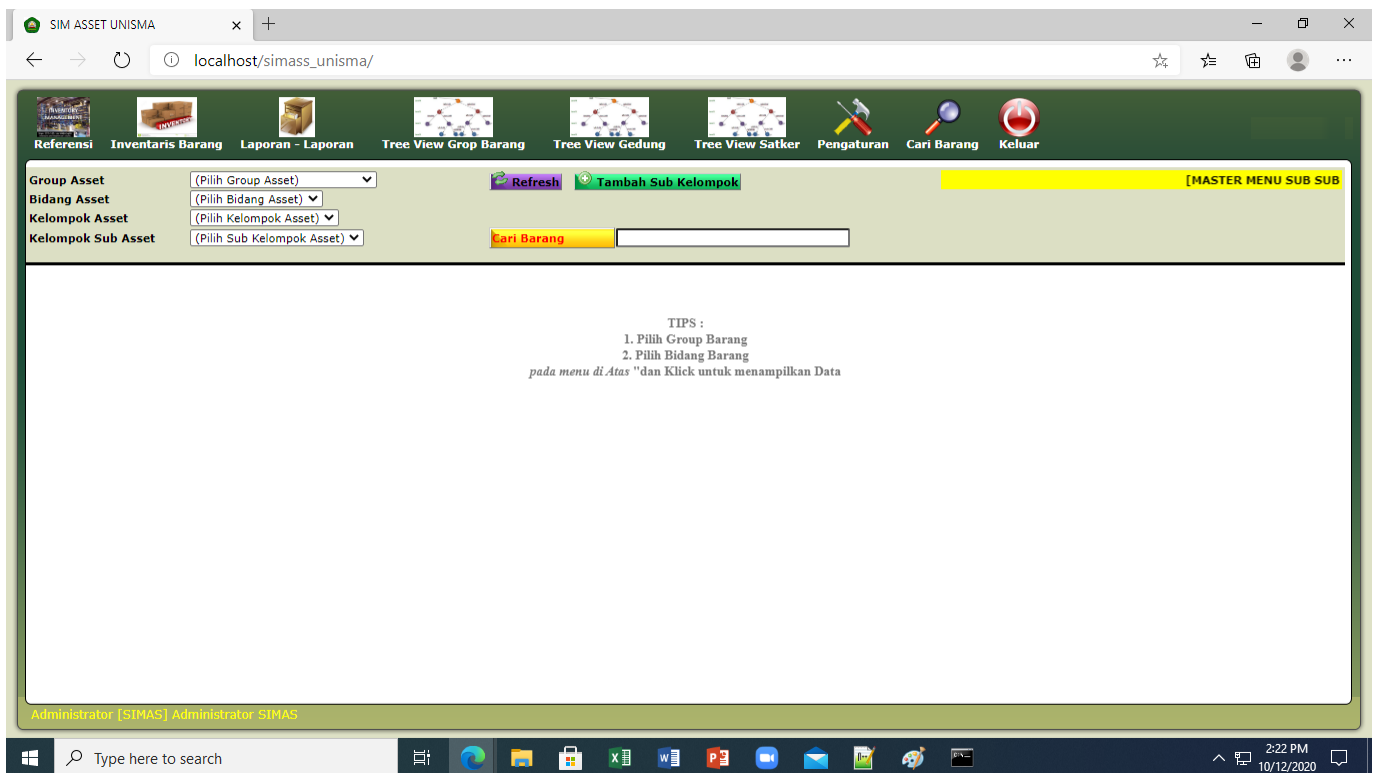 SIM ASSET UNISMA
localhost/simass_unisma/
INVENTORY MANAGEMENT
Referensi Inventaris Barang Laporan - Laporan Tree View Grop Barang Tree View Gedung Tree View Satker Pengaturan Cari Barang Keluar
Group Asset (Pilih Group Asset) Refresh Tambah Sub Kelompok [MASTER MENU SUB SUB
Bidang Asset (Pilih Bidang Asset)
Kelompok Asset (Pilih Kelompok Asset)
Kelompok Sub Asset (Pilih Sub Kelompok Asset) Cari Barang
TIPS :
1. Pilih Group Barang
2. Pilih Bidang Barang
pada menu di Atas "dan Klick untuk menampilkan Data
Administrator [SIMAS] Administrator SIMAS
Type here to search
2:22 PM
10/12/2020